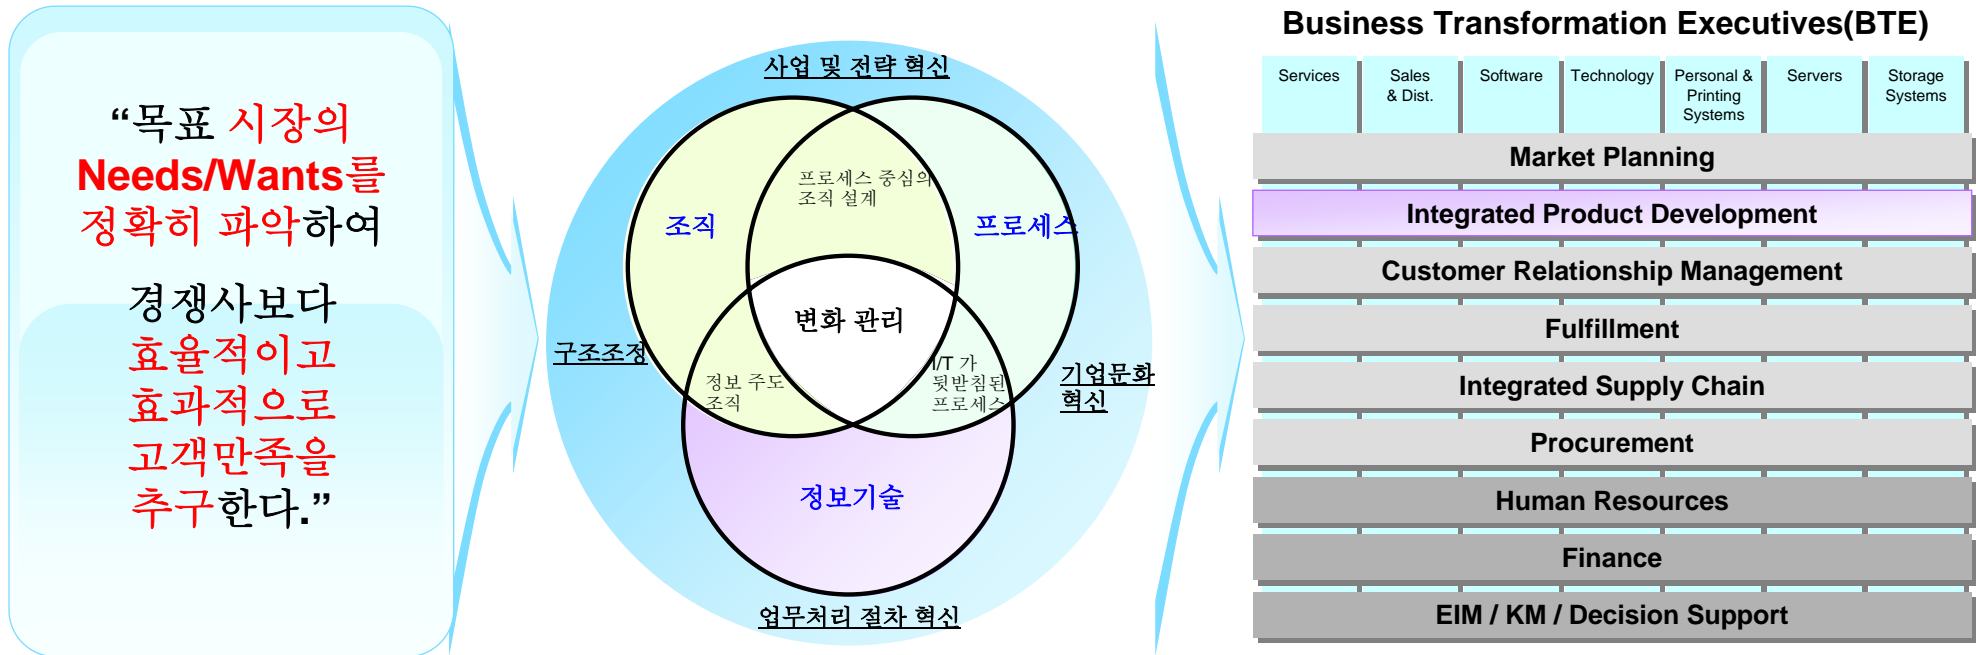 “목표 시장의
Needs/Wants를
정확히 파악하여
경쟁사보다
효율적이고
효과적으로
고객만족을
추구한다.”
사업 및 전략 혁신
프로세스 중심의
조직 설계
조직
프로세스
변화 관리
구조조정
정보 주도
조직
I/T 가
뒷받침된
프로세스
기업문화
혁신
정보기술
업무처리 절차 혁신
Business Transformation Executives(BTE)
Services
Sales
& Dist.
Software
Technology
Personal &
Printing
Systems
Servers
Storage
Systems
Market Planning
Integrated Product Development
Customer Relationship Management
Fulfillment
Integrated Supply Chain
Procurement
Human Resources
Finance
EIM / KM / Decision Support